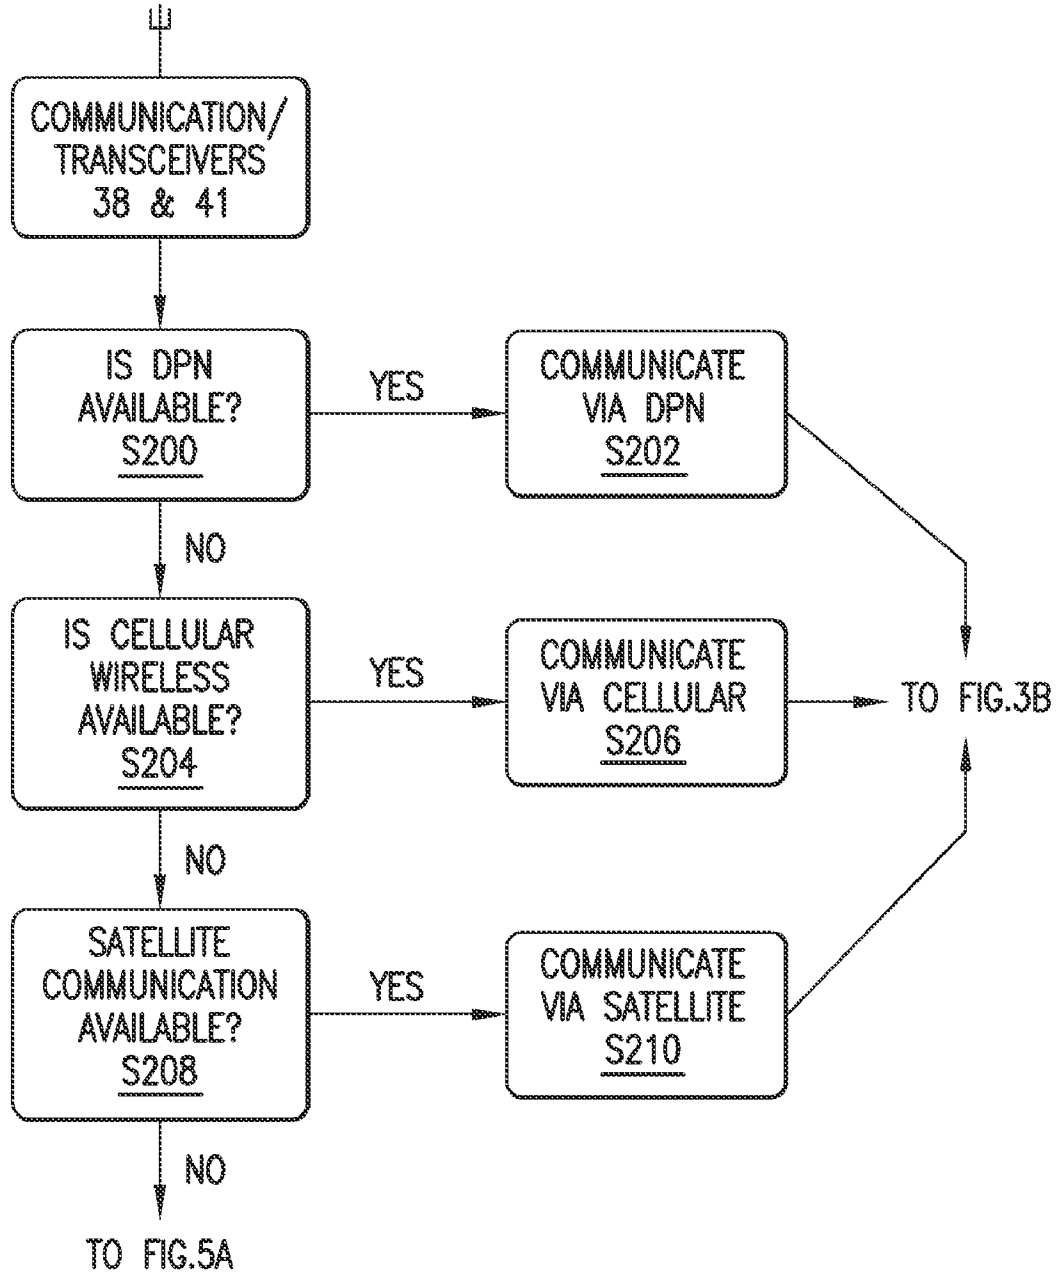 COMMUNICATION/
TRANSCEIVERS
38 & 41
IS DPN
AVAILABLE?
S200
YES
COMMUNICATE
VIA DPN
S202
NO
IS CELLULAR
WIRELESS
AVAILABLE?
S204
YES
COMMUNICATE
VIA CELLULAR
S206
TO FIG.3B
NO
SATELLITE
COMMUNICATION
AVAILABLE?
S208
YES
COMMUNICATE
VIA SATELLITE
S210
NO
TO FIG.5A